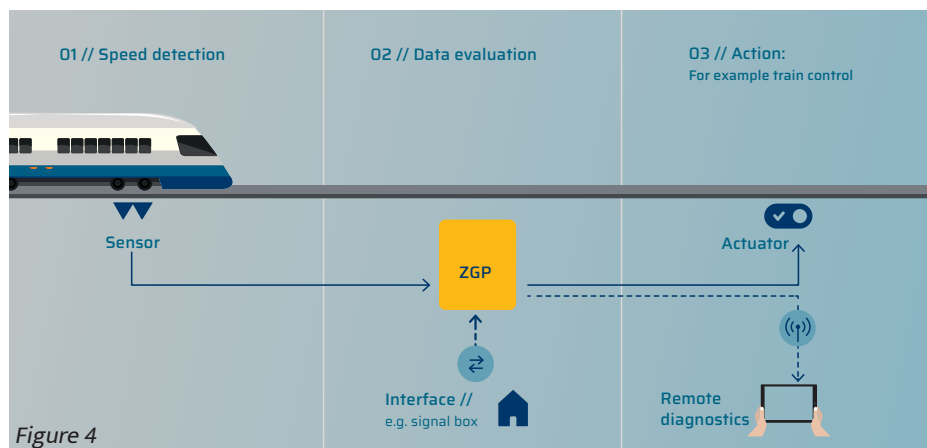 01 // Speed detection
02 // Data evaluation
03 // Action:
For example train control
Sensor
ZGP
Actuator
Interface //
e.g. signal box
Remote
diagnostics
Figure 4